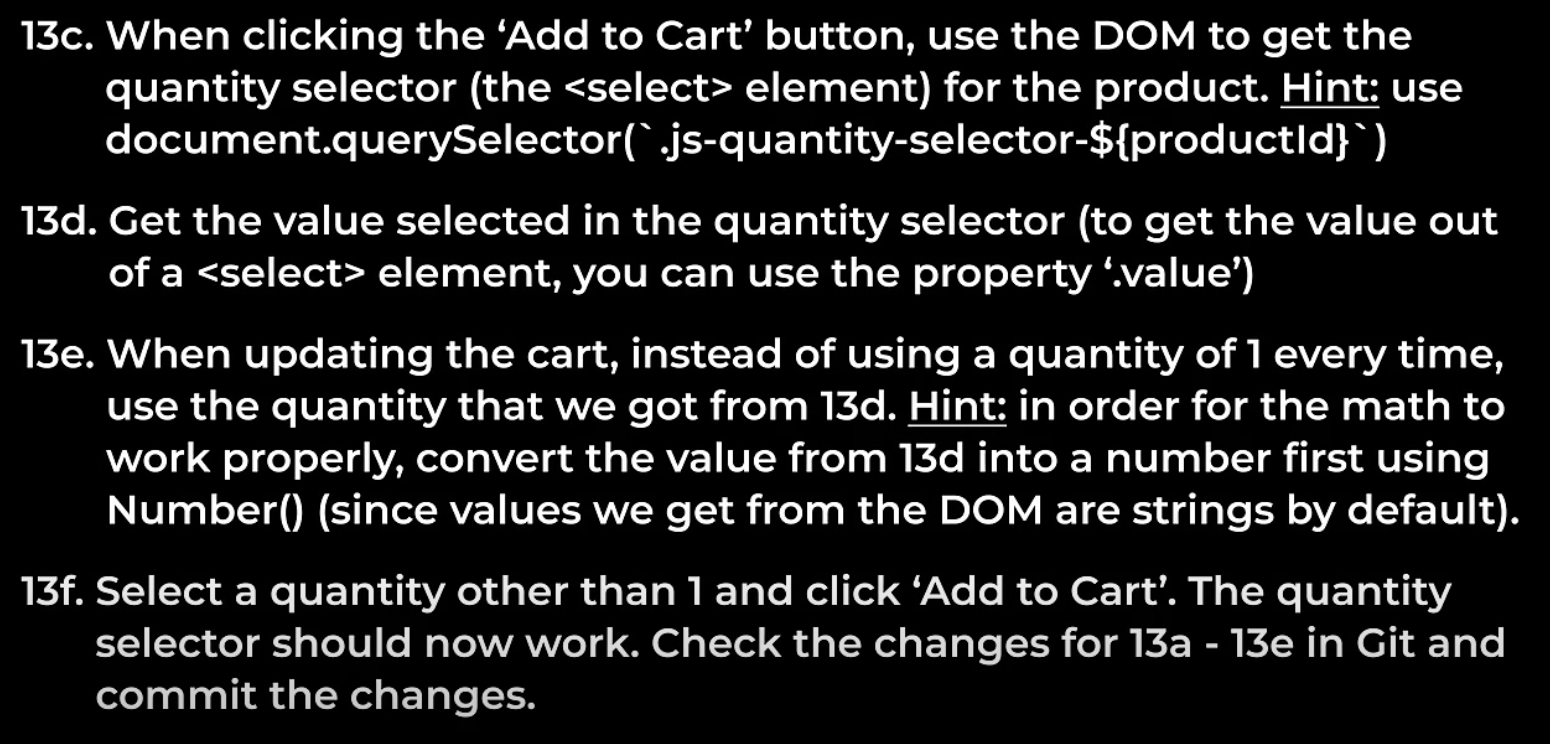 13c. When clicking the ‘Add to Cart’ button, use the DOM to get the
quantity selector (the <select> element) for the product. Hint: use
document.querySelector(`.js-quantity-selector-${productId}`)
13d. Get the value selected in the quantity selector (to get the value out
of a <select> element, you can use the property ‘.value’)
13e. When updating the cart, instead of using a quantity of 1 every time,
use the quantity that we got from 13d. Hint: in order for the math to
work properly, convert the value from 13d into a number first using
Number() (since values we get from the DOM are strings by default).
13f. Select a quantity other than 1 and click ‘Add to Cart’. The quantity
selector should now work. Check the changes for 13a - 13e in Git and
commit the changes.